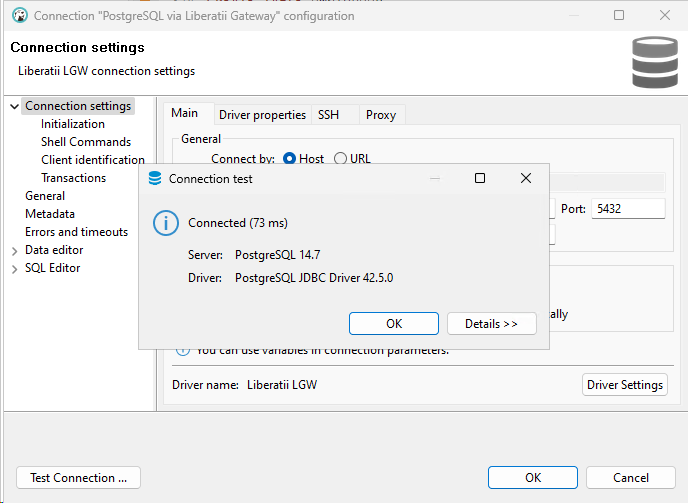 Connection "PostgreSQL via Liberatii Gateway" configuration
Connection settings
Liberatii LGW connection settings
Connection settings
Initialization
Shell Commands
Client identification
Transactions
General
Metadata
Errors and timeouts
Data editor
SQL Editor
Main Driver properties SSH Proxy
General
Connect by: Host URL
Port: 5432
Connection test
Connected (73 ms)
Server: PostgreSQL 14.7
Driver: PostgreSQL JDBC Driver 42.5.0
OK Details >>
You can use variables in connection parameters.
Driver name: Liberatii LGW Driver Settings
Test Connection ... OK Cancel